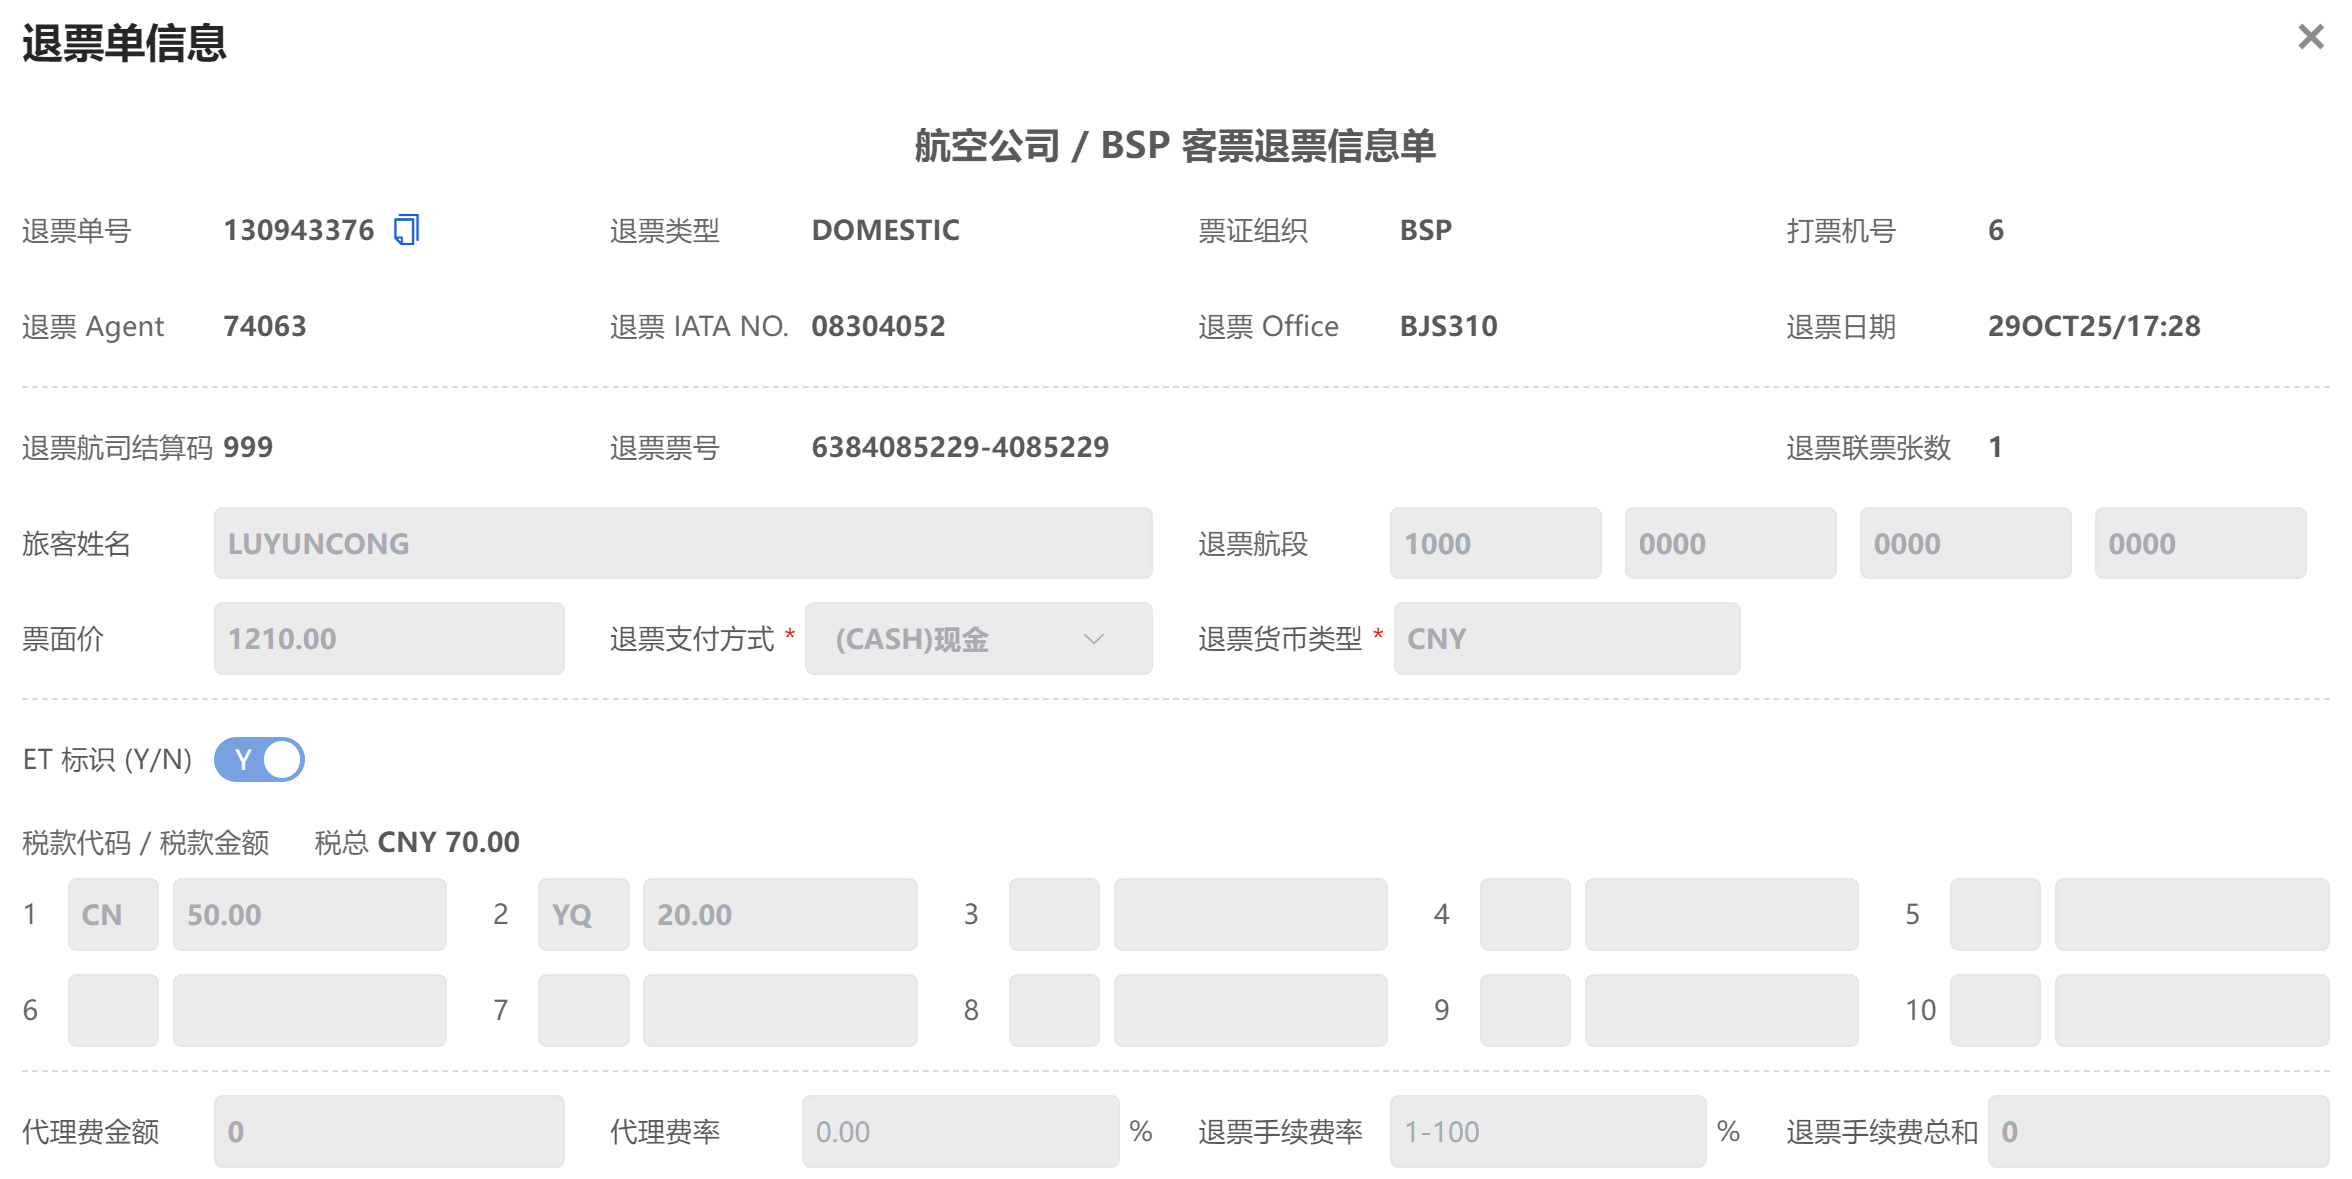 退票单信息
航空公司 / BSP 客票退票信息单
退票单号 130943376 退票类型 DOMESTIC 票证组织 BSP 打票机号 6
退票 Agent 74063 退票 IATA NO. 08304052 退票 Office BJS310 退票日期 29OCT25/17:28
退票航司结算码 999 退票票号 6384085229-4085229 退票联票张数 1
旅客姓名 LUYUNCONG 退票航段 1000 0000 0000 0000
票面价 1210.00 退票支付方式 * (CASH)现金 退票货币类型 * CNY
ET 标识 (Y/N) Y
税款代码 / 税款金额 税总 CNY 70.00
1 CN 50.00 2 YQ 20.00 3 4 5
6 7 8 9 10
代理费金额 0 代理费率 0.00 % 退票手续费率 1-100 % 退票手续费总和 0